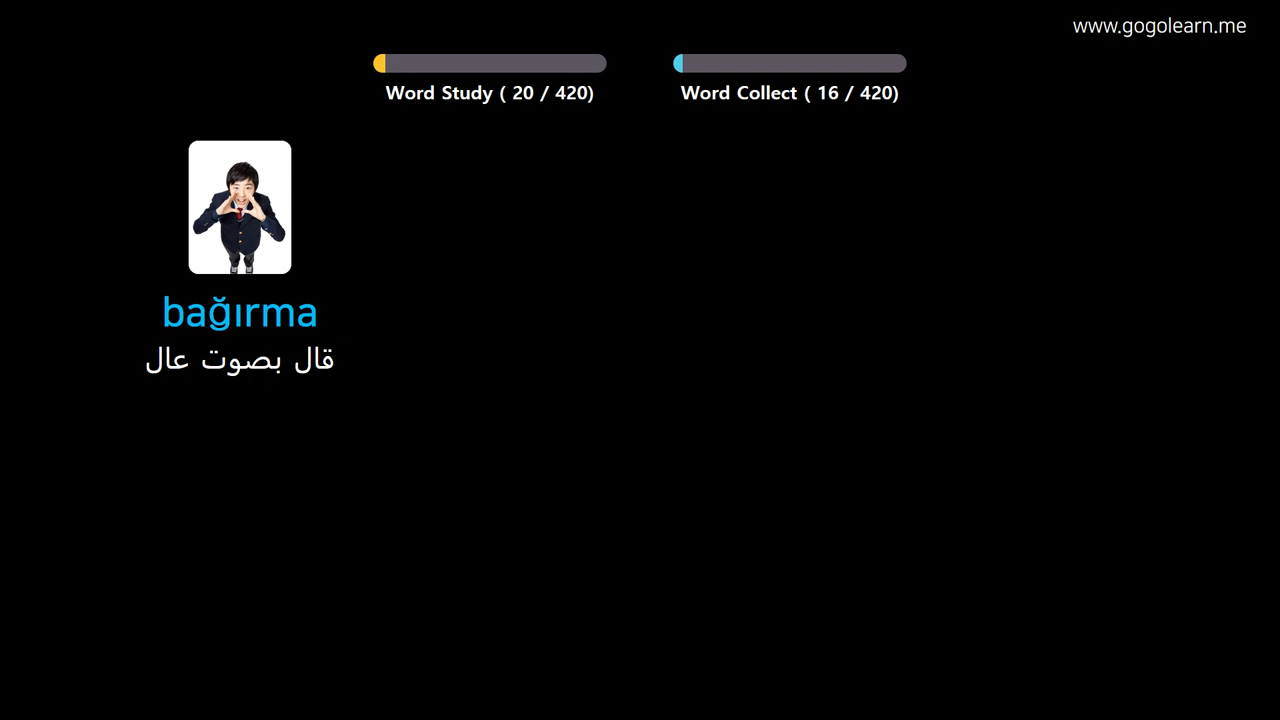 www.gogolearn.me
Word Study ( 20 / 420)
Word Collect ( 16 / 420)
bağırma
قال بصوت عال